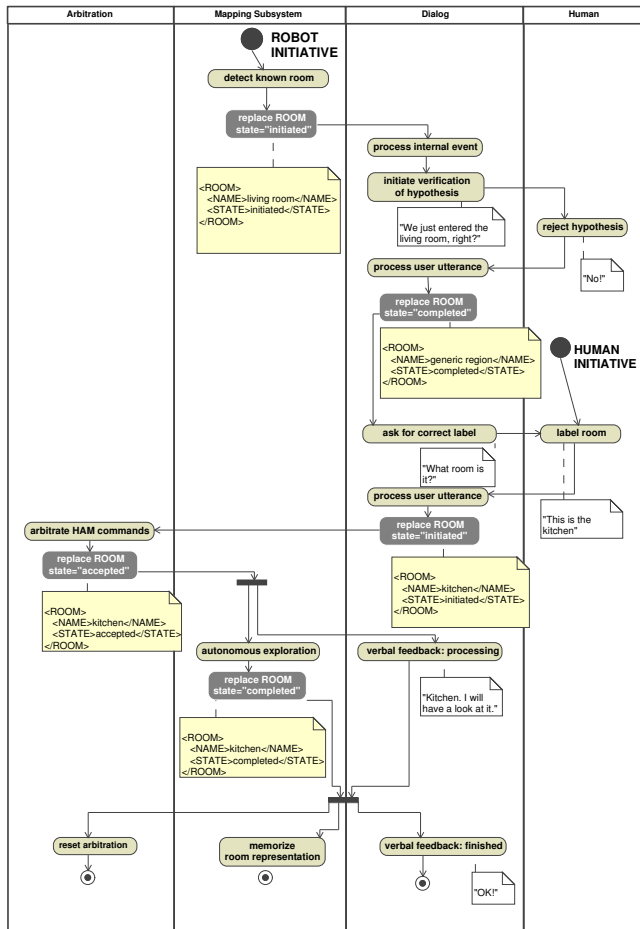 Arbitration
Mapping Subsystem
Dialog
Human
ROBOT
INITIATIVE
detect known room
replace ROOM
state="initiated"
process internal event
<ROOM>
<NAME>living room</NAME>
<STATE>initiated</STATE>
</ROOM>
initiate verification
of hypothesis
"We just entered the
living room, right?"
reject hypothesis
"No!"
process user utterance
replace ROOM
state="completed"
<ROOM>
<NAME>generic region</NAME>
<STATE>completed</STATE>
</ROOM>
HUMAN
INITIATIVE
ask for correct label
label room
"What room is
it?"
process user utterance
"This is the
kitchen"
arbitrate HAM commands
replace ROOM
state="initiated"
replace ROOM
state="accepted"
<ROOM>
<NAME>kitchen</NAME>
<STATE>initiated</STATE>
</ROOM>
<ROOM>
<NAME>kitchen</NAME>
<STATE>accepted</STATE>
</ROOM>
autonomous exploration
verbal feedback: processing
replace ROOM
state="completed"
"Kitchen. I will
have a look at it."
<ROOM>
<NAME>kitchen</NAME>
<STATE>completed</STATE>
</ROOM>
reset arbitration
memorize
room representation
verbal feedback: finished
"OK!"